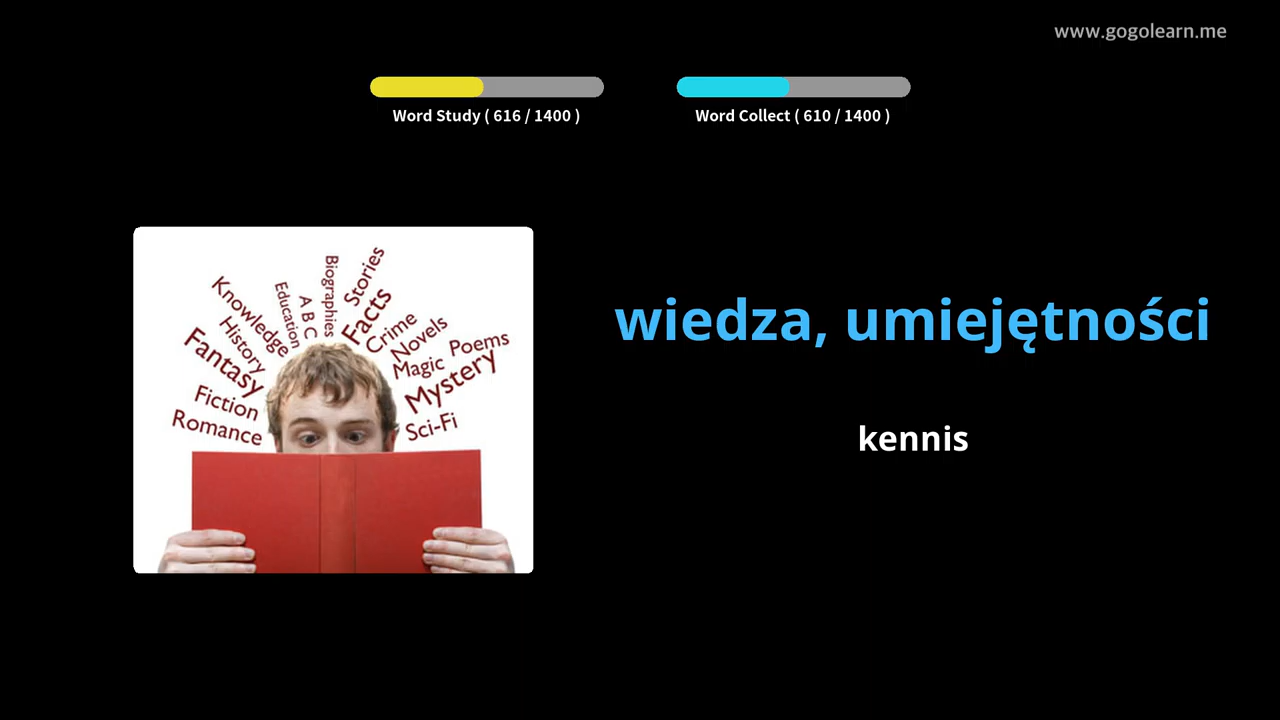 www.gogolearn.me
Word Study ( 616 / 1400 )
Word Collect ( 610 / 1400 )
Knowledge
History
Fantasy
Fiction
Romance
Education
A B C
Biographies
Stories
Facts
Crime
Novels
Magic
Poems
Mystery
Sci-Fi
wiedza, umiejętności
kennis